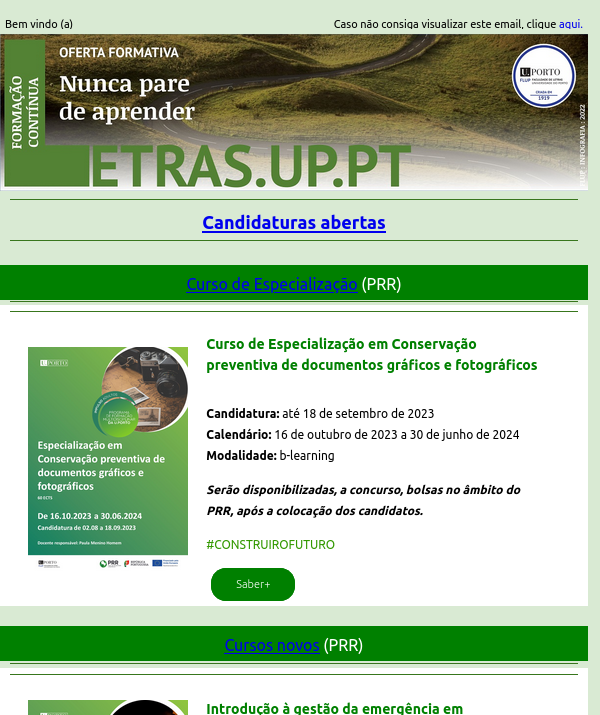 Bem vindo (a)
Caso não consiga visualizar este email, clique aqui.
OFERTA FORMATIVA
Nunca pare
de aprender
FORMAÇÃO
CONTÍNUA
LETRAS.UP.PT
U.PORTO
FLUP FACULDADE DE LETRAS
UNIVERSIDADE DO PORTO
CRIADA EM
1919
FLUP : INFOGRAFIA : 2022
Candidaturas abertas
Curso de Especialização (PRR)
Curso de Especialização em Conservação
preventiva de documentos gráficos e fotográficos
Candidatura: até 18 de setembro de 2023
Calendário: 16 de outubro de 2023 a 30 de junho de 2024
Modalidade: b-learning
Serão disponibilizadas, a concurso, bolsas no âmbito do
PRR, após a colocação dos candidatos.
#CONSTRUIROFUTURO
Saber+
U.PORTO
Especialização em
Conservação preventiva de
documentos gráficos e
fotográficos
60 ECTS
De 16.10.2023 a 30.06.2024
Candidatura de 02.08 a 18.09.2023
Docente responsável: Paula Menino Homem
U.PORTO
PRR
Cursos novos (PRR)
Introdução à gestão da emergência em